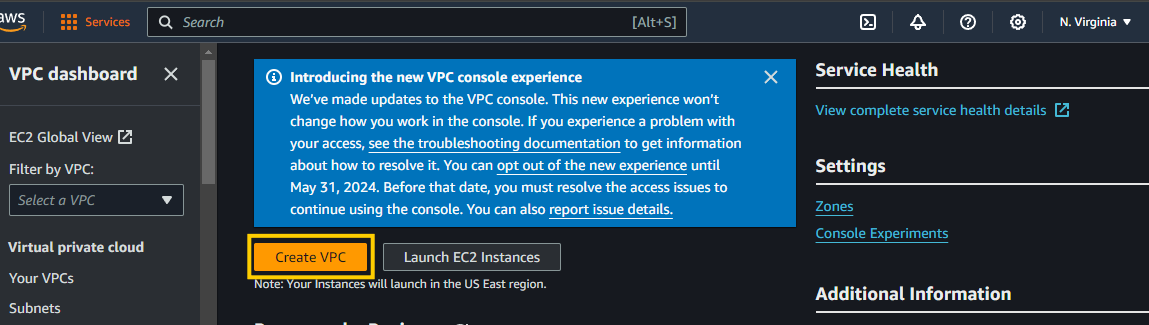 aws
Services
Search
[Alt+S]
N. Virginia
VPC dashboard
EC2 Global View
Filter by VPC:
Select a VPC
Virtual private cloud
Your VPCs
Subnets
Introducing the new VPC console experience
We've made updates to the VPC console. This new experience won't
change how you work in the console. If you experience a problem with
your access, see the troubleshooting documentation to get information
about how to resolve it. You can opt out of the new experience until
May 31, 2024. Before that date, you must resolve the access issues to
continue using the console. You can also report issue details.
Create VPC
Launch EC2 Instances
Note: Your Instances will launch in the US East region.
Service Health
View complete service health details
Settings
Zones
Console Experiments
Additional Information